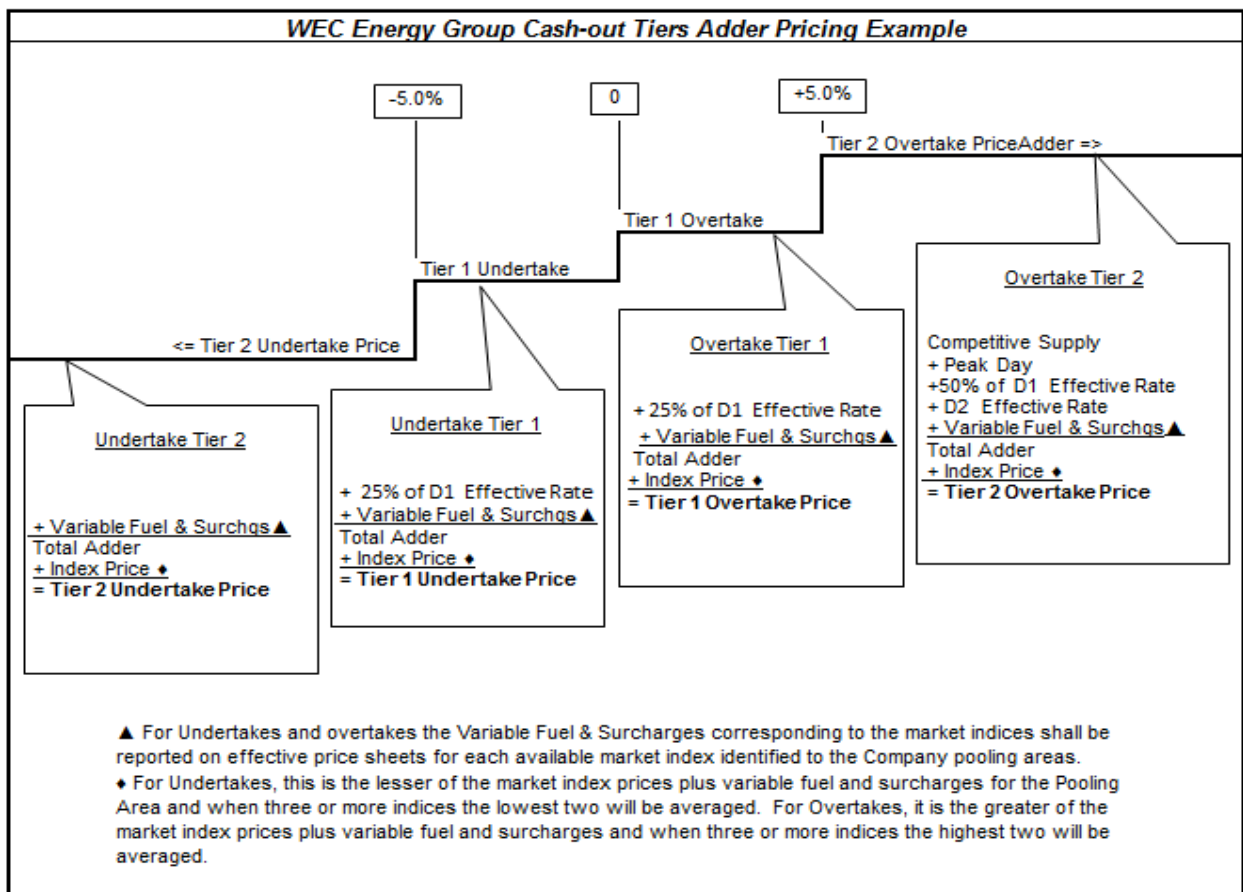 WEC Energy Group Cash-out Tiers Adder Pricing Example
-5.0%
0
+5.0%
Tier 2 Overtake PriceAdder =>
Tier 1 Overtake
Tier 1 Undertake
<= Tier 2 Undertake Price
Undertake Tier 2
+ Variable Fuel & Surchgs▲
Total Adder
+ Index Price ♦
= Tier 2 Undertake Price
Undertake Tier 1
+ 25% of D1 Effective Rate
+ Variable Fuel & Surchgs▲
Total Adder
+ Index Price ♦
= Tier 1 Undertake Price
Overtake Tier 1
+ 25% of D1 Effective Rate
+ Variable Fuel & Surchgs▲
Total Adder
+ Index Price ♦
= Tier 1 Overtake Price
Overtake Tier 2
Competitive Supply
+ Peak Day
+50% of D1 Effective Rate
+ D2 Effective Rate
+ Variable Fuel & Surchgs▲
Total Adder
+ Index Price ♦
= Tier 2 Overtake Price
▲ For Undertakes and overtakes the Variable Fuel & Surcharges corresponding to the market indices shall be
reported on effective price sheets for each available market index identified to the Company pooling areas.
♦ For Undertakes, this is the lesser of the market index prices plus variable fuel and surcharges for the Pooling
Area and when three or more indices the lowest two will be averaged.  For Overtakes, it is the greater of the
market index prices plus variable fuel and surcharges and when three or more indices the highest two will be
averaged.